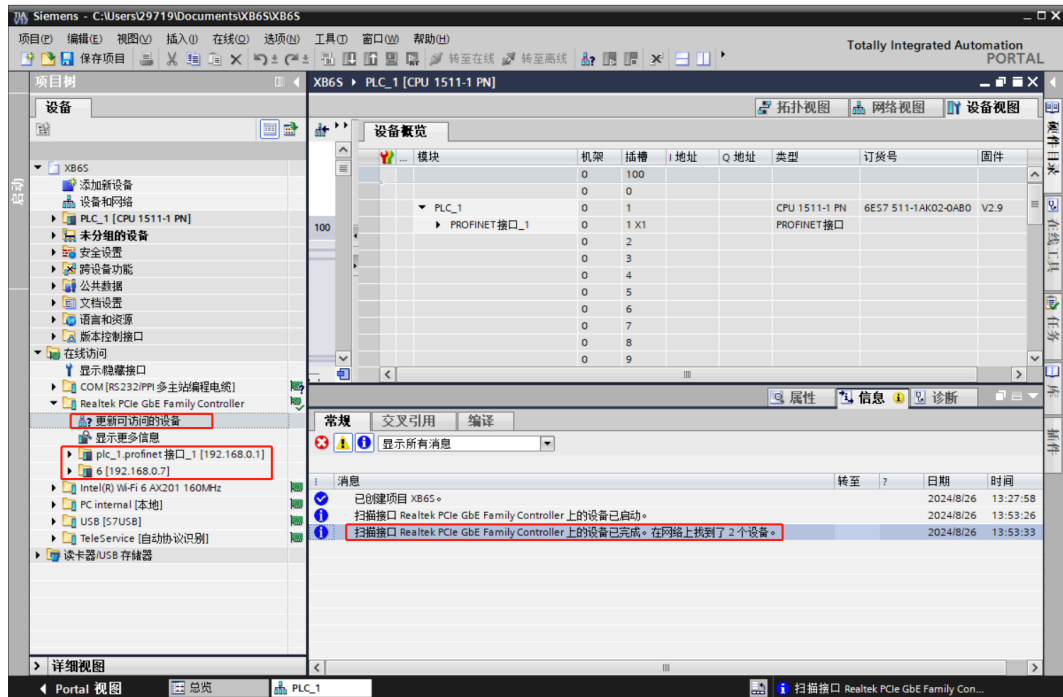 Siemens - C:\Users\29719\Documents\XB6S\XB6S
项目(P) 编辑(E) 视图(V) 插入(I) 在线(O) 选项(N) 工具(T) 窗口(W) 帮助(H)
保存项目 转至在线 转至离线
Totally Integrated Automation
PORTAL
项目树
XB6S PLC_1 [CPU 1511-1 PN]
设备
拓扑视图 网络视图 设备视图
设备概览
... 模块 机架 插槽 I 地址 Q 地址 类型 订货号 固件
0 100
0 0
PLC_1 0 1 CPU 1511-1 PN 6ES7 511-1AK02-0AB0 V2.9
PROFINET接口_1 0 1 X1 PROFINET接口
0 2
0 3
0 4
0 5
0 6
0 7
0 8
0 9
100
启动
XB6S
添加新设备
设备和网络
PLC_1 [CPU 1511-1 PN]
未分组的设备
安全设置
跨设备功能
公共数据
文档设置
语言和资源
版本控制接口
在线访问
显示/隐藏接口
COM [RS232/PPI 多主站编程电缆]
Realtek PCIe GbE Family Controller
更新可访问的设备
显示更多信息
plc_1.profinet 接口_1 [192.168.0.1]
6 [192.168.0.7]
Intel(R) Wi-Fi 6 AX201 160MHz
PC internal [本地]
USB [S7USB]
TeleService [自动协议识别]
读卡器/USB 存储器
详细视图
属性 信息 诊断
常规 交叉引用 编译
显示所有消息
! 消息 转至 ? 日期 时间
已创建项目 XB6S。 2024/8/26 13:27:58
扫描接口 Realtek PCIe GbE Family Controller 上的设备已启动。 2024/8/26 13:53:26
扫描接口 Realtek PCIe GbE Family Controller 上的设备已完成。在网络上找到了 2 个设备。 2024/8/26 13:53:33
硬件目录
在线工具
任务
库
插件
Portal 视图 总览 PLC_1 扫描接口 Realtek PCIe GbE Family Con...